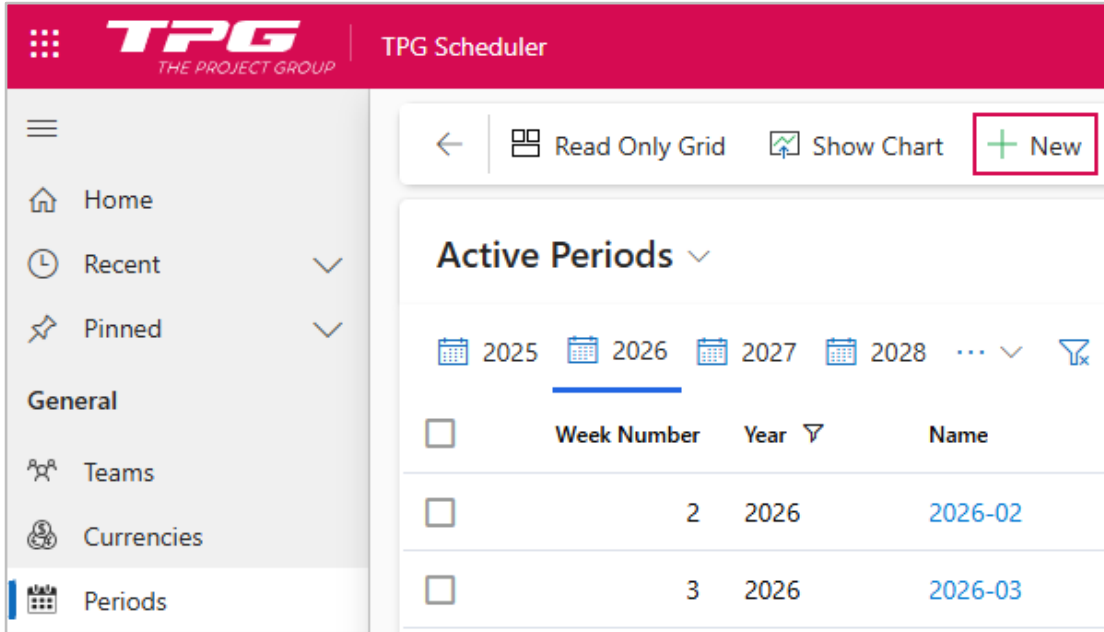 TPG
THE PROJECT GROUP
TPG Scheduler
Read Only Grid Show Chart New
Home
Recent
Pinned
General
Teams
Currencies
Periods
Active Periods
2025 2026 2027 2028 ...
Week Number Year Name
2 2026 2026-02
3 2026 2026-03